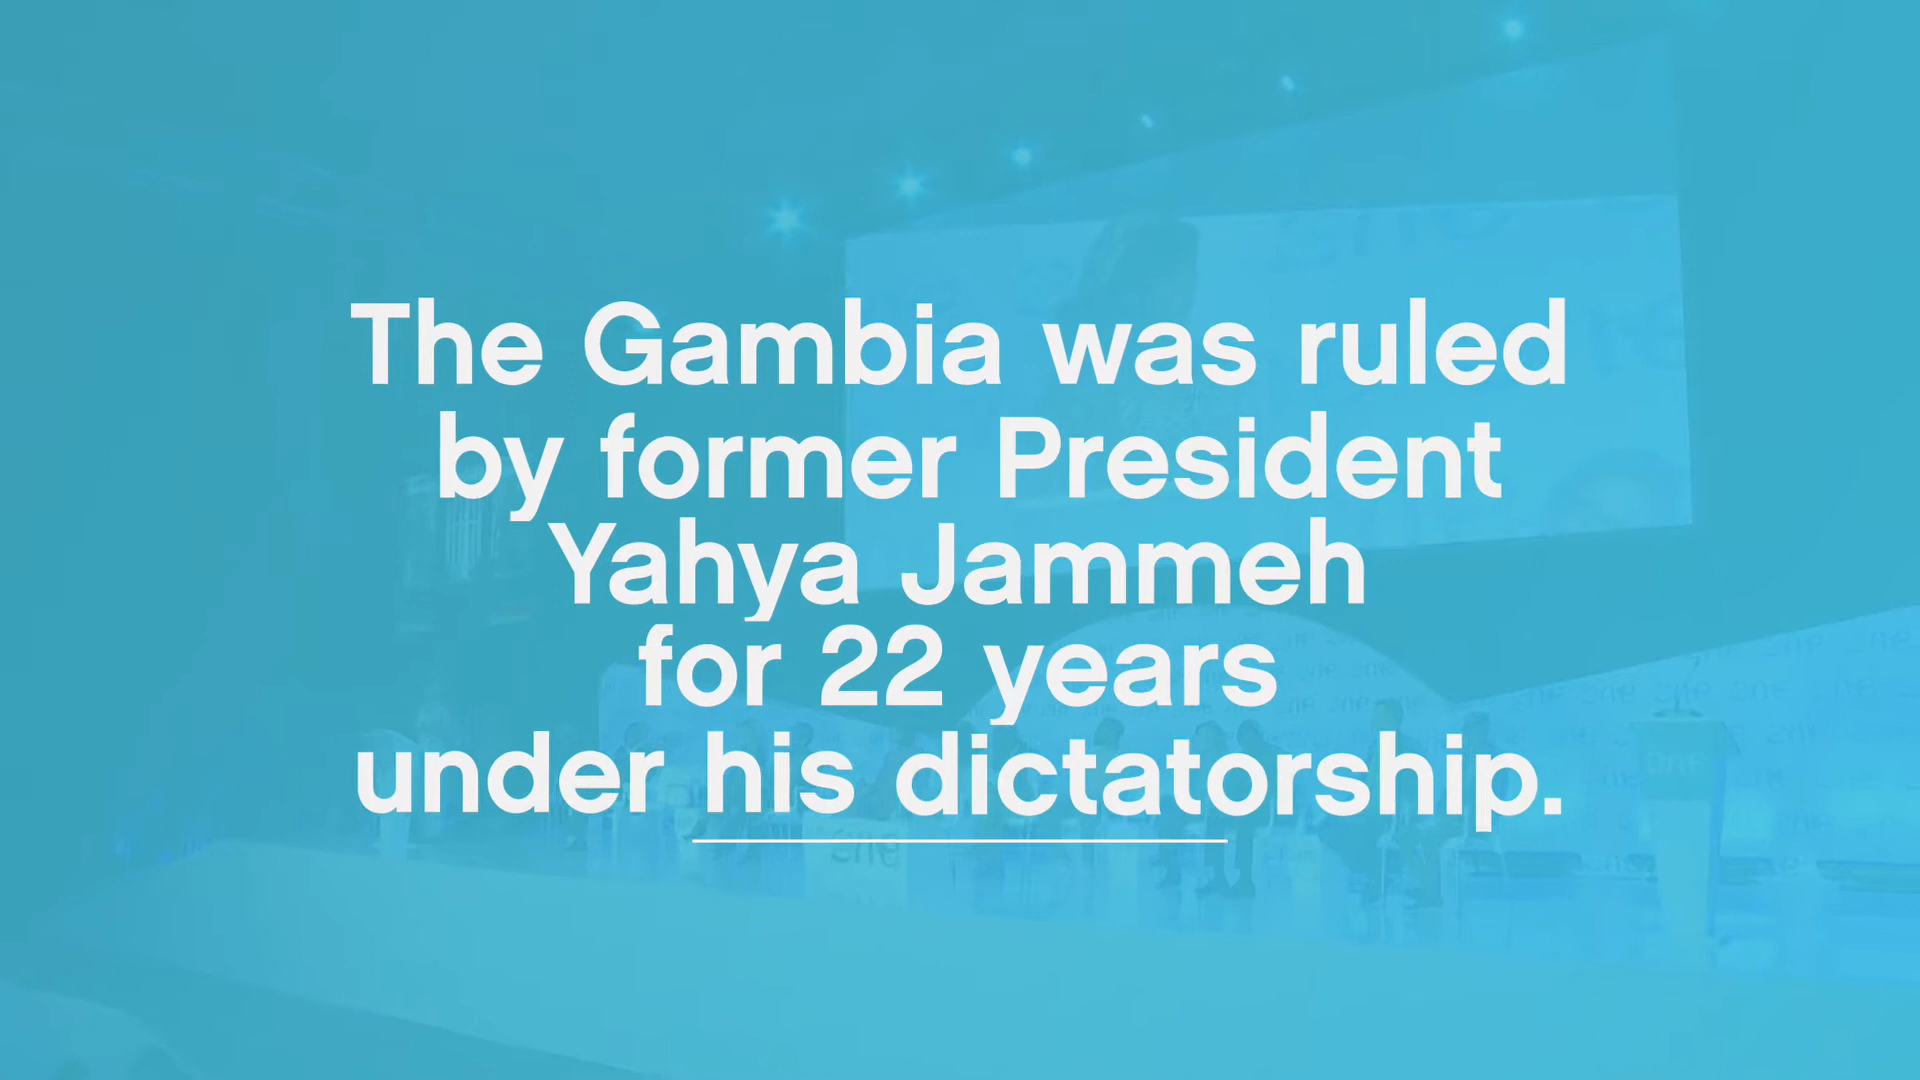 The Gambia was ruled
by former President
Yahya Jammeh
for 22 years
under his dictatorship.